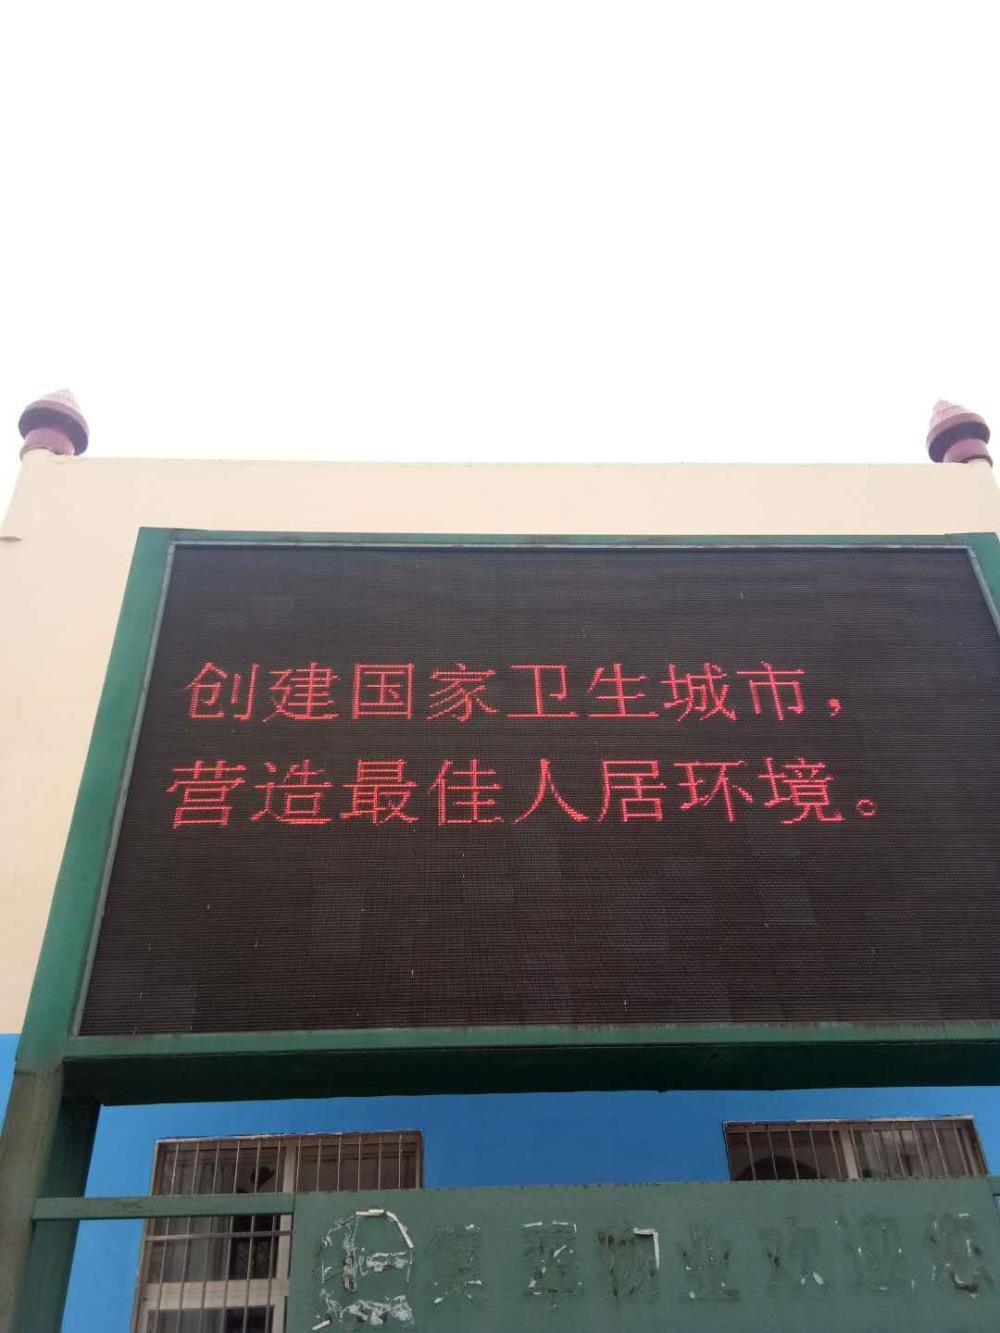 创建国家卫生城市，
营造最佳人居环境。
物业欢迎您